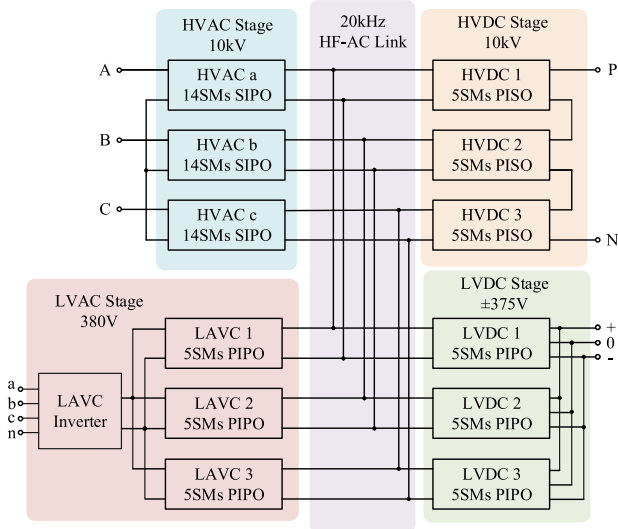 HVAC Stage
10kV
20kHz
HF-AC Link
HVDC Stage
10kV
A
HVAC a
14SMs SIPO
HVDC 1
5SMs PISO
P
B
HVAC b
14SMs SIPO
HVDC 2
5SMs PISO
C
HVAC c
14SMs SIPO
HVDC 3
5SMs PISO
N
LVAC Stage
380V
LVDC Stage
±375V
LAVC 1
5SMs PIPO
LVDC 1
5SMs PIPO
+
0
-
a
b
c
n
LAVC
Inverter
LAVC 2
5SMs PIPO
LVDC 2
5SMs PIPO
LAVC 3
5SMs PIPO
LVDC 3
5SMs PIPO